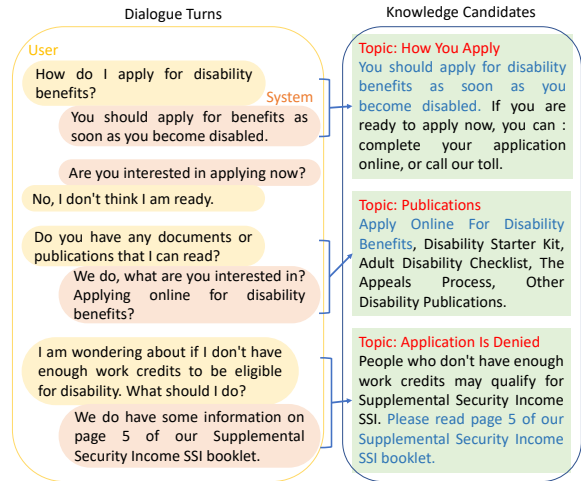 Dialogue Turns
User
How do I apply for disability
benefits?
System
You should apply for benefits as
soon as you become disabled.
Are you interested in applying now?
No, I don't think I am ready.
Do you have any documents or
publications that I can read?
We do, what are you interested in?
Applying online for disability
benefits?
I am wondering about if I don't have
enough work credits to be eligible
for disability. What should I do?
We do have some information on
page 5 of our Supplemental
Security Income SSI booklet.
Knowledge Candidates
Topic: How You Apply
You should apply for disability
benefits as soon as you
become disabled. If you are
ready to apply now, you can :
complete your application
online, or call our toll.
Topic: Publications
Apply Online For Disability
Benefits, Disability Starter Kit,
Adult Disability Checklist, The
Appeals Process, Other
Disability Publications.
Topic: Application Is Denied
People who don't have enough
work credits may qualify for
Supplemental Security Income
SSI. Please read page 5 of our
Supplemental Security Income
SSI booklet.